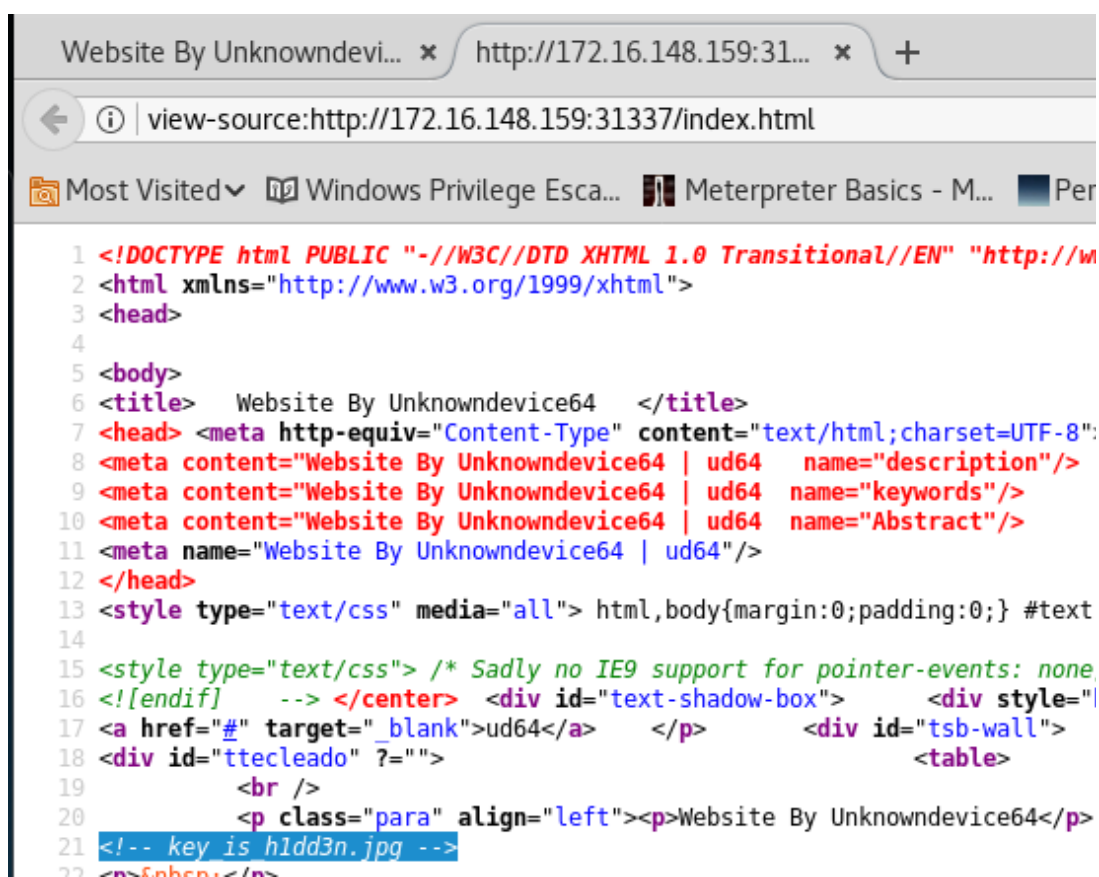 Website By Unknowndevi... × http://172.16.148.159:31... × +
view-source:http://172.16.148.159:31337/index.html
Most Visited Windows Privilege Esca... Meterpreter Basics - M... Per
1 <!DOCTYPE html PUBLIC "-//W3C//DTD XHTML 1.0 Transitional//EN" "http://w
2 <html xmlns="http://www.w3.org/1999/xhtml">
3 <head>
4
5 <body>
6 <title>   Website By Unknowndevice64   </title>
7 <head> <meta http-equiv="Content-Type" content="text/html;charset=UTF-8"
8 <meta content="Website By Unknowndevice64 | ud64   name="description"/>
9 <meta content="Website By Unknowndevice64 | ud64  name="keywords"/>
10 <meta content="Website By Unknowndevice64 | ud64  name="Abstract"/>
11 <meta name="Website By Unknowndevice64 | ud64"/>
12 </head>
13 <style type="text/css" media="all"> html,body{margin:0;padding:0;} #text
14
15 <style type="text/css"> /* Sadly no IE9 support for pointer-events: none
16 <![endif]    --> </center>  <div id="text-shadow-box">      <div style="
17 <a href="#" target="_blank">ud64</a>    </p>       <div id="tsb-wall">
18 <div id="ttecleado" ?="">                                  <table>
19 <br />
20 <p class="para" align="left"><p>Website By Unknowndevice64</p>
21 <!-- key_is_h1dd3n.jpg -->
22 <p>&nbsp;</p>